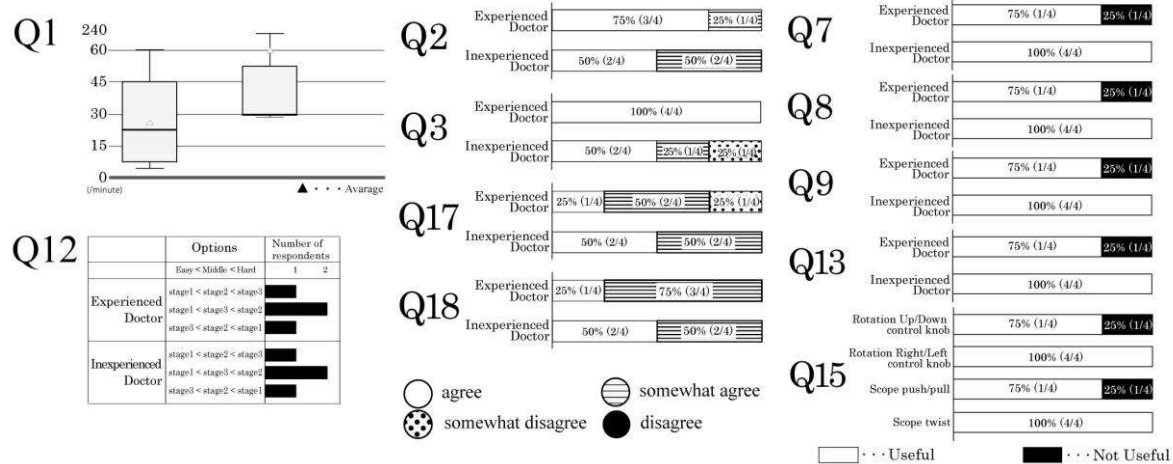 Q1
240
60
45
30
15
0
(/minute)
▲ · · · Avarage
Q12
Options
Number of
respondents
Easy < Middle < Hard
1 2
Experienced
Doctor
stage1 < stage2 < stage3
stage1 < stage3 < stage2
stage3 < stage2 < stage1
Inexperienced
Doctor
stage1 < stage2 < stage3
stage1 < stage3 < stage2
stage3 < stage2 < stage1
Q2
Experienced
Doctor
75% (3/4) 25% (1/4)
Inexperienced
Doctor
50% (2/4) 50% (2/4)
Q3
Experienced
Doctor
100% (4/4)
Inexperienced
Doctor
50% (2/4) 25% (1/4) 25% (1/4)
Q17
Experienced
Doctor
25% (1/4) 50% (2/4) 25% (1/4)
Inexperienced
Doctor
50% (2/4) 50% (2/4)
Q18
Experienced
Doctor
25% (1/4) 75% (3/4)
Inexperienced
Doctor
50% (2/4) 50% (2/4)
agree
somewhat agree
somewhat disagree
disagree
Q7
Experienced
Doctor
75% (1/4) 25% (1/4)
Inexperienced
Doctor
100% (4/4)
Q8
Experienced
Doctor
75% (1/4) 25% (1/4)
Inexperienced
Doctor
100% (4/4)
Q9
Experienced
Doctor
75% (1/4) 25% (1/4)
Inexperienced
Doctor
100% (4/4)
Q13
Experienced
Doctor
75% (1/4) 25% (1/4)
Inexperienced
Doctor
100% (4/4)
Q15
Rotation Up/Down
control knob
75% (1/4) 25% (1/4)
Rotation Right/Left
control knob
100% (4/4)
Scope push/pull
75% (1/4) 25% (1/4)
Scope twist
100% (4/4)
· · · Useful
· · · Not Useful